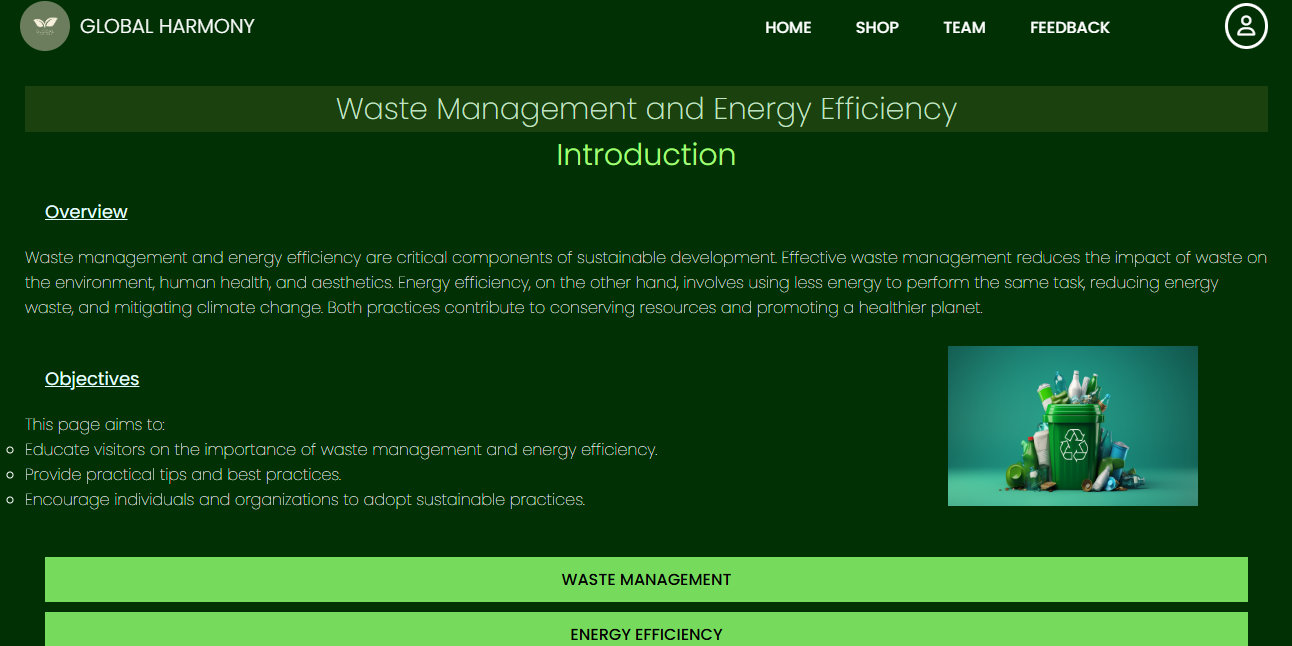 GLOBAL HARMONY
HOME SHOP TEAM FEEDBACK
Waste Management and Energy Efficiency
Introduction
Overview
Waste management and energy efficiency are critical components of sustainable development. Effective waste management reduces the impact of waste on
the environment, human health, and aesthetics. Energy efficiency, on the other hand, involves using less energy to perform the same task, reducing energy
waste, and mitigating climate change. Both practices contribute to conserving resources and promoting a healthier planet.
Objectives
This page aims to:
Educate visitors on the importance of waste management and energy efficiency.
Provide practical tips and best practices.
Encourage individuals and organizations to adopt sustainable practices.
WASTE MANAGEMENT
ENERGY EFFICIENCY